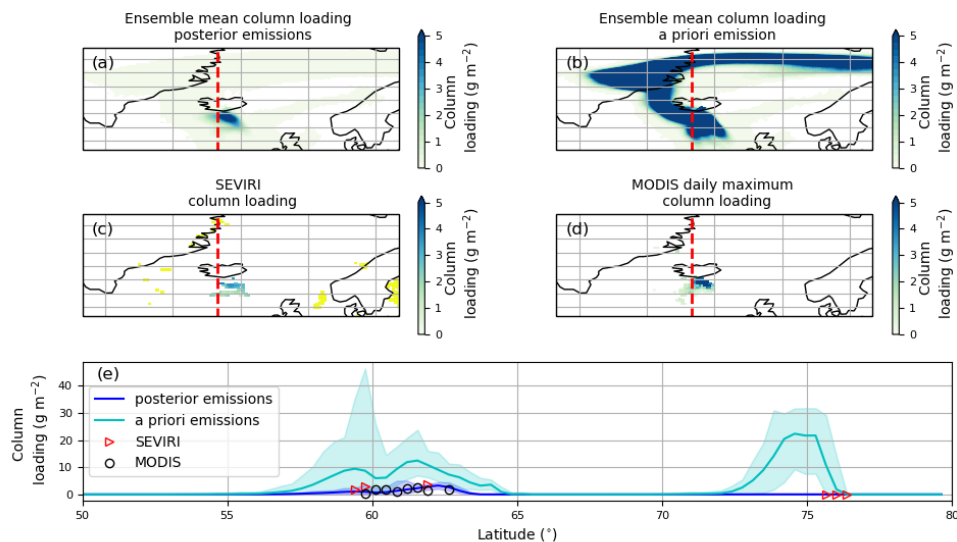 Ensemble mean column loading
posterior emissions
(a)
5
4
3
2
1
0
Column
loading (g m⁻²)
Ensemble mean column loading
a priori emission
(b)
5
4
3
2
1
0
Column
loading (g m⁻²)
SEVIRI
column loading
(c)
5
4
3
2
1
0
Column
loading (g m⁻²)
MODIS daily maximum
column loading
(d)
5
4
3
2
1
0
Column
loading (g m⁻²)
(e)
posterior emissions
a priori emissions
SEVIRI
MODIS
Column
loading (g m⁻²)
40
30
20
10
0
50 55 60 65 70 75 80
Latitude (°)